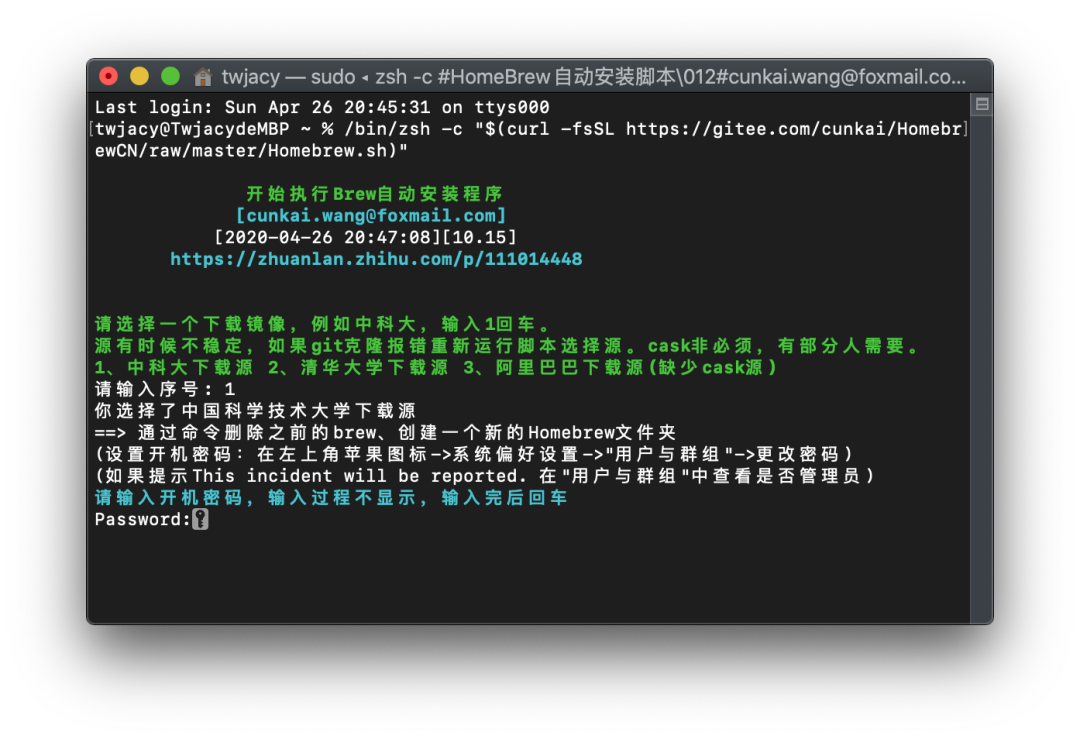 twjacy — sudo ◂ zsh -c #HomeBrew自动安装脚本\012#cunkai.wang@foxmail.co...
Last login: Sun Apr 26 20:45:31 on ttys000
[twjacy@TwjacydeMBP ~ % /bin/zsh -c "$(curl -fsSL https://gitee.com/cunkai/Homebr]
ewCN/raw/master/Homebrew.sh)"
开始执行Brew自动安装程序
[cunkai.wang@foxmail.com]
[2020-04-26 20:47:08][10.15]
https://zhuanlan.zhihu.com/p/111014448
请选择一个下载镜像，例如中科大，输入1回车。
源有时候不稳定，如果git克隆报错重新运行脚本选择源。cask非必须，有部分人需要。
1、中科大下载源 2、清华大学下载源 3、阿里巴巴下载源(缺少cask源)
请输入序号: 1
你选择了中国科学技术大学下载源
==> 通过命令删除之前的brew、创建一个新的Homebrew文件夹
(设置开机密码：在左上角苹果图标->系统偏好设置->"用户与群组"->更改密码)
(如果提示This incident will be reported. 在"用户与群组"中查看是否管理员)
请输入开机密码，输入过程不显示，输入完后回车
Password: